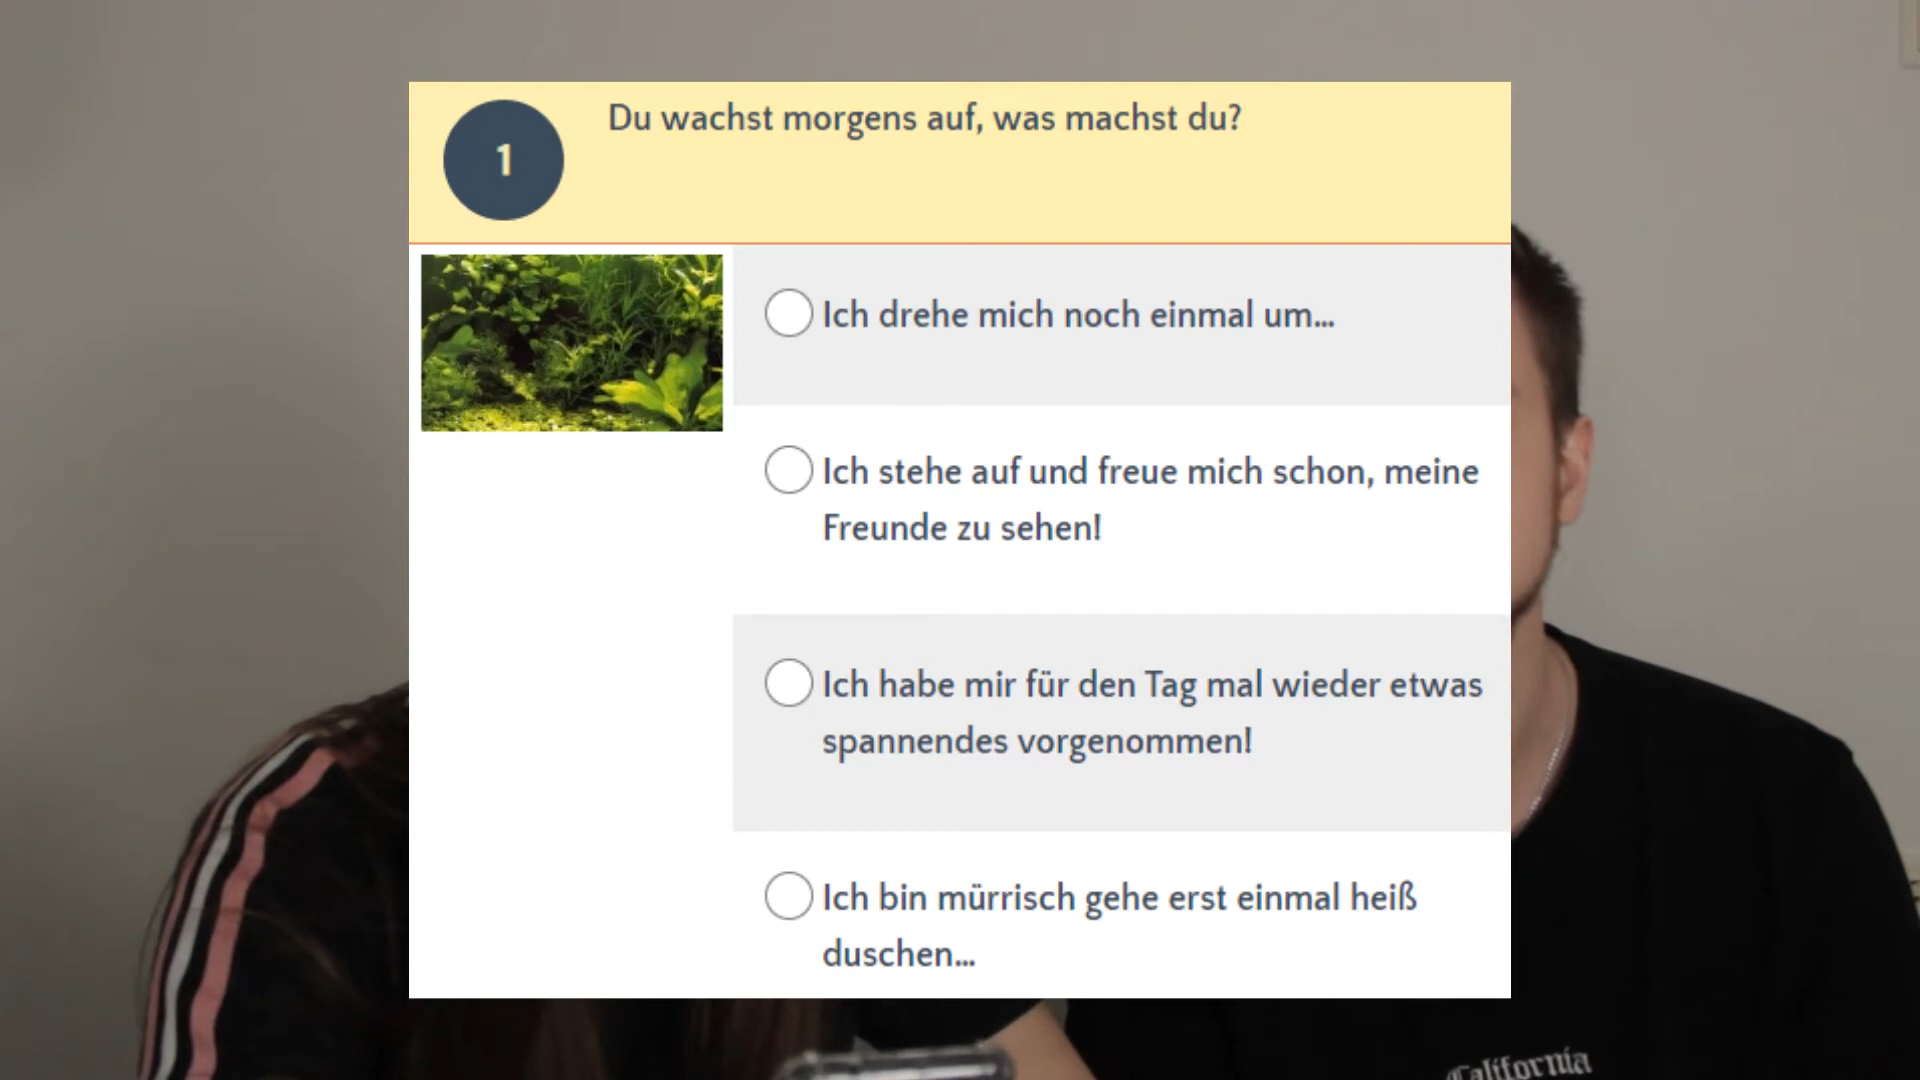 1
Du wachst morgens auf, was machst du?
Ich drehe mich noch einmal um...
Ich stehe auf und freue mich schon, meine
Freunde zu sehen!
Ich habe mir für den Tag mal wieder etwas
spannendes vorgenommen!
Ich bin mürrisch gehe erst einmal heiß
duschen...
California